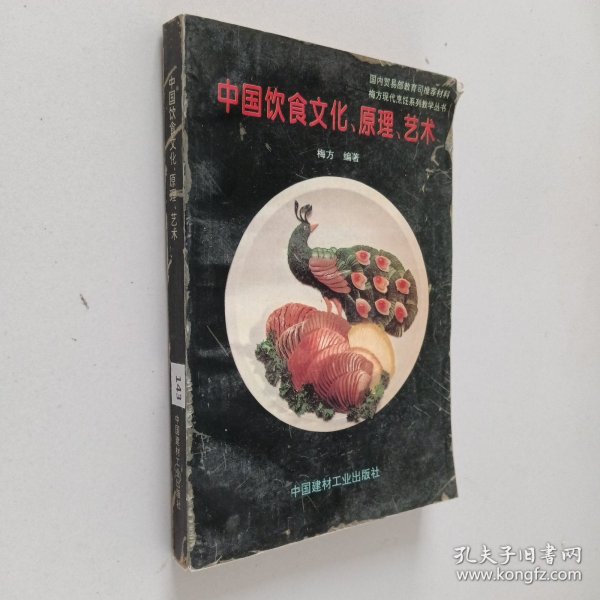 国内贸易部教育司推荐材料
梅方现代烹饪系列教学丛书
中国饮食文化、原理、艺术
梅方 编著
中国建材工业出版社
中国饮食文化、原理、艺术
143
中国建材工业出版社
孔夫子旧书网
www.kongfz.com